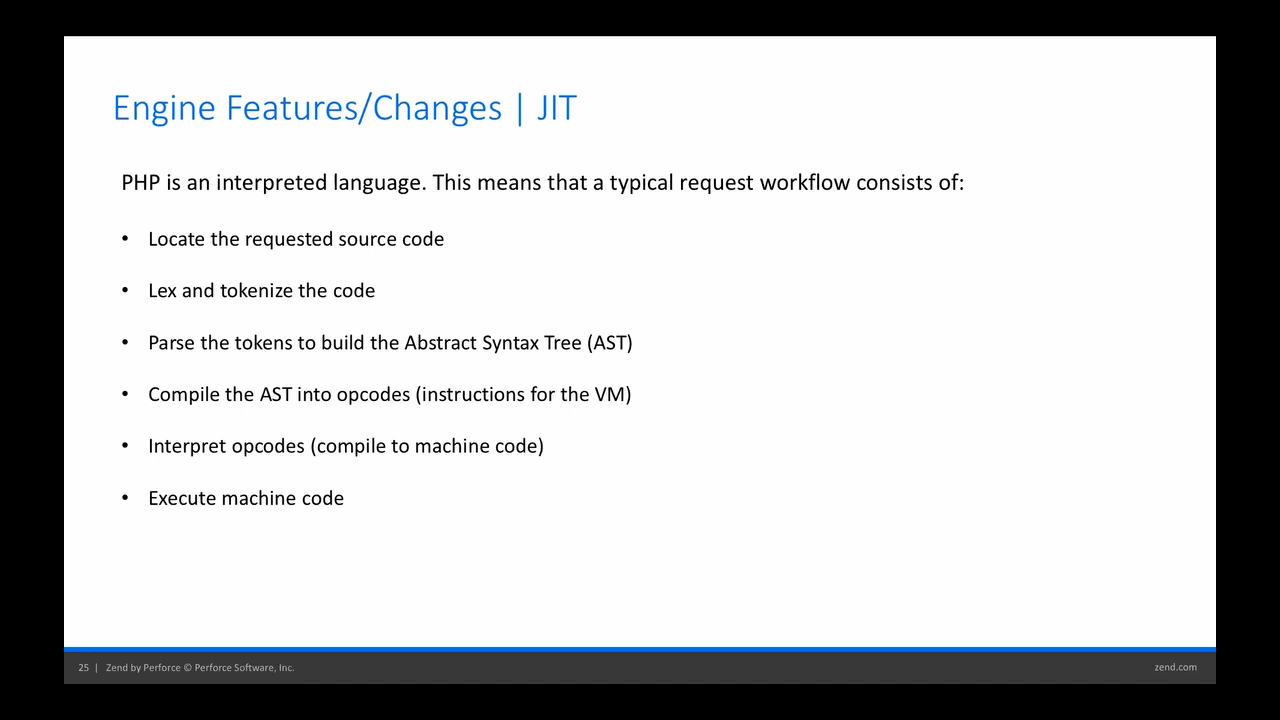 Engine Features/Changes | JIT
PHP is an interpreted language. This means that a typical request workflow consists of:
• Locate the requested source code
• Lex and tokenize the code
• Parse the tokens to build the Abstract Syntax Tree (AST)
• Compile the AST into opcodes (instructions for the VM)
• Interpret opcodes (compile to machine code)
• Execute machine code
25 | Zend by Perforce © Perforce Software, Inc.
zend.com